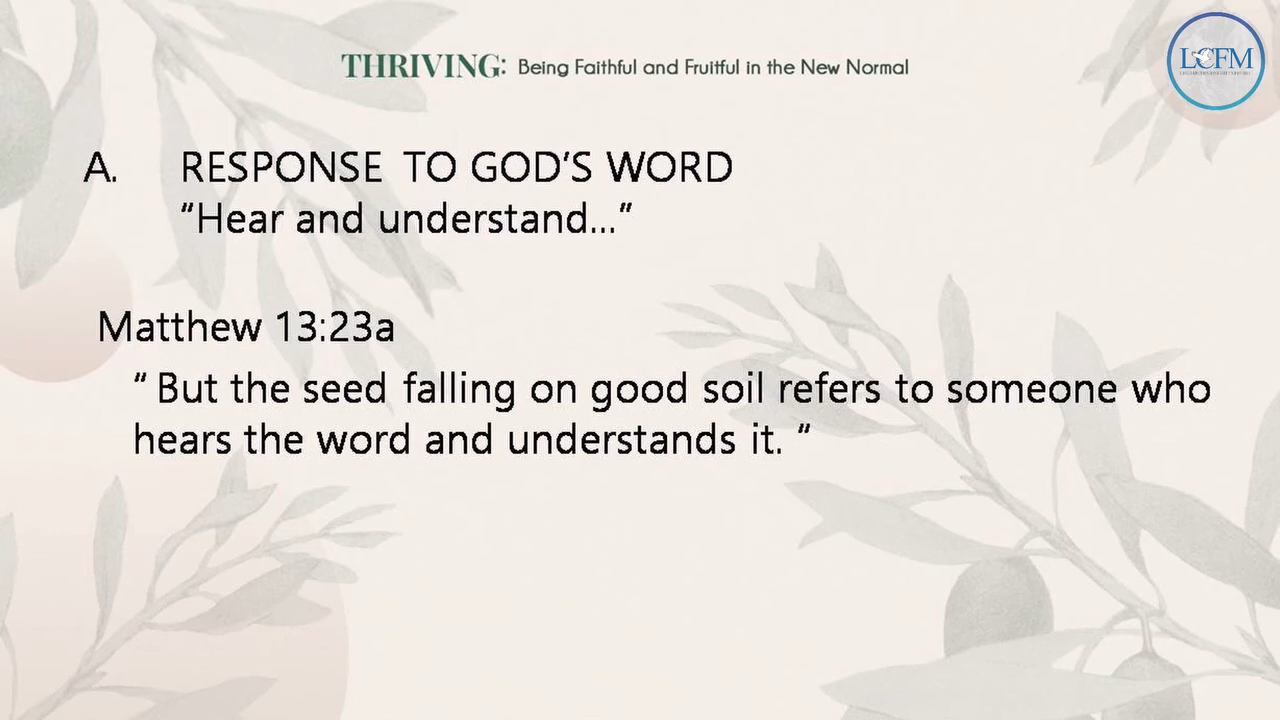 THRIVING: Being Faithful and Fruitful in the New Normal
LCFM
A. RESPONSE TO GOD’S WORD
“Hear and understand…”
Matthew 13:23a
“ But the seed falling on good soil refers to someone who
hears the word and understands it. ”